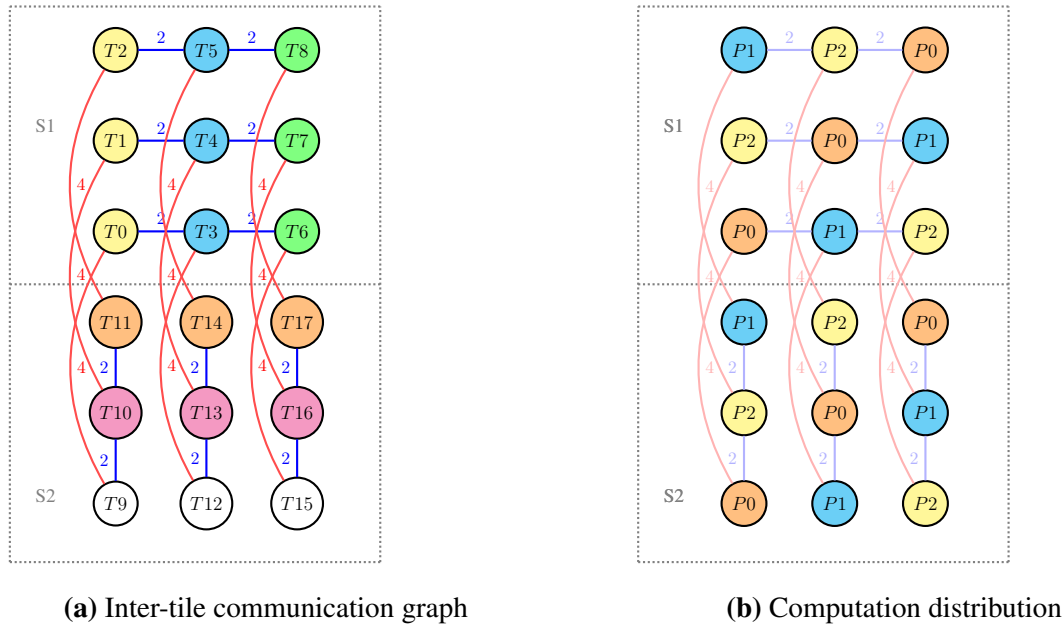 T2 2 T5 2 T8
S1
T1 2 T4 2 T7
4 4 4
T0 2 T3 2 T6
4 4 4
T11 T14 T17
4 2 4 2 4 2
T10 T13 T16
2 2 2
S2
T9 T12 T15
(a) Inter-tile communication graph
P1 2 P2 2 P0
S1
P2 2 P0 2 P1
4 4 4
P0 2 P1 2 P2
4 4 4
P1 P2 P0
4 2 4 2 4 2
P2 P0 P1
2 2 2
S2
P0 P1 P2
(b) Computation distribution